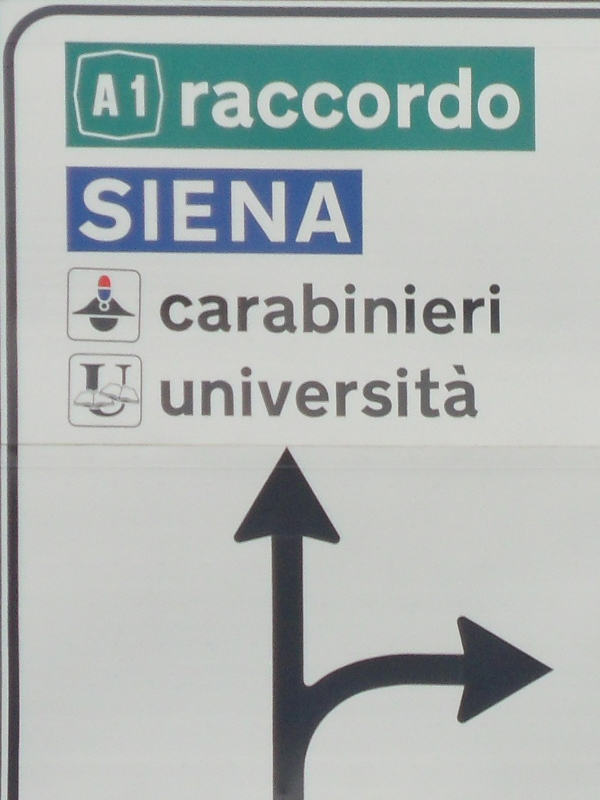 A1 raccordo
SIENA
carabinieri
U università